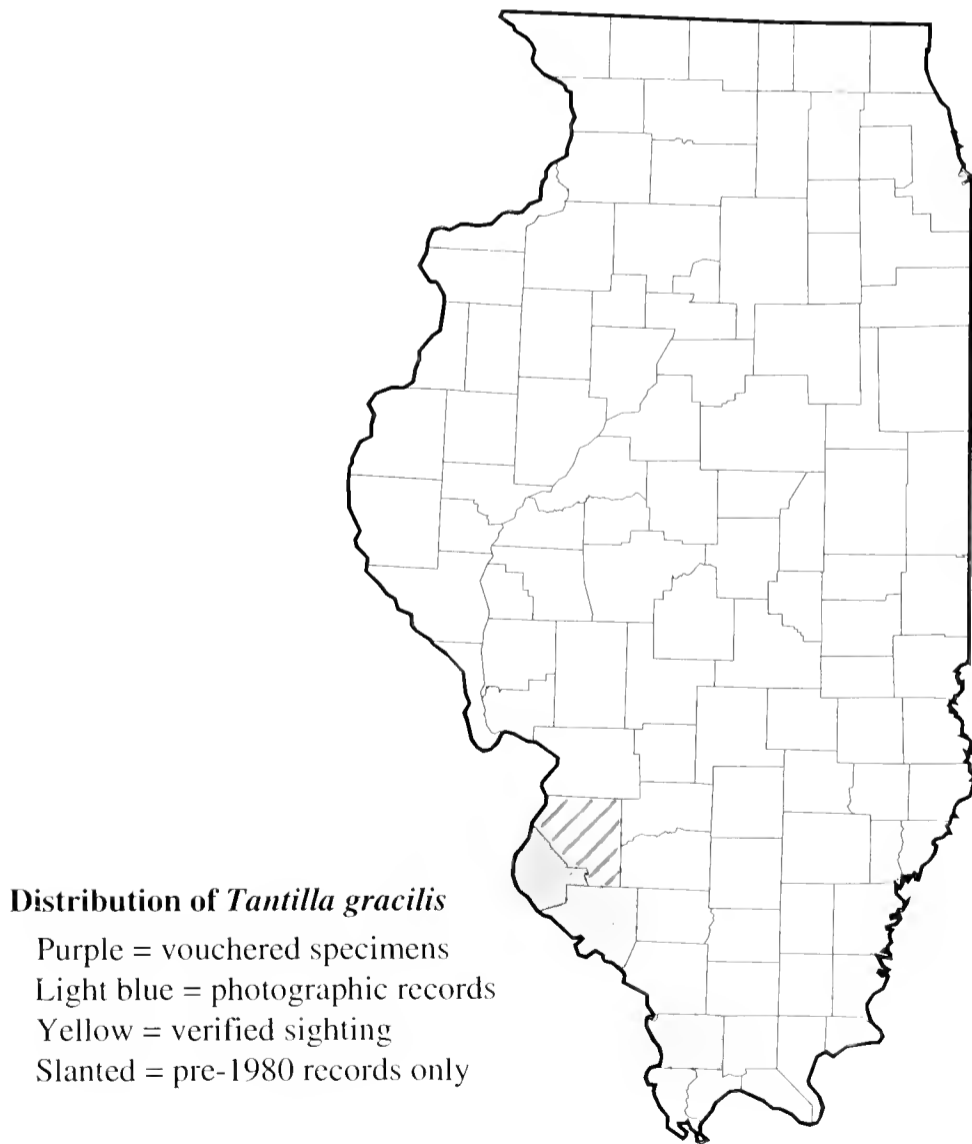 Distribution of Tantilla gracilis
Purple = vouchered specimens
Light blue = photographic records
Yellow = verified sighting
Slanted = pre-1980 records only